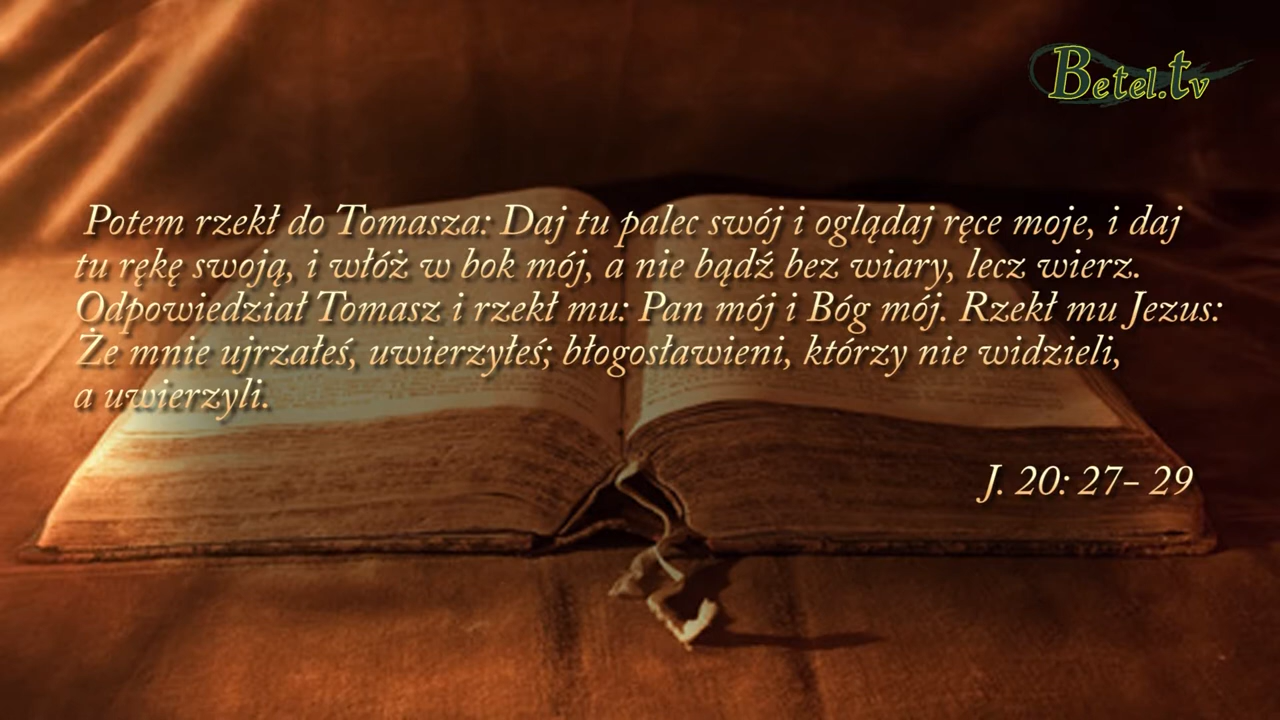 Betel.tv
Potem rzekł do Tomasza: Daj tu palec swój i oglądaj ręce moje, i daj
tu rękę swoją, i włóż w bok mój, a nie bądź bez wiary, lecz wierz.
Odpowiedział Tomasz i rzekł mu: Pan mój i Bóg mój. Rzekł mu Jezus:
Że mnie ujrzałeś, uwierzyłeś; błogosławieni, którzy nie widzieli,
a uwierzyli.
J. 20: 27- 29